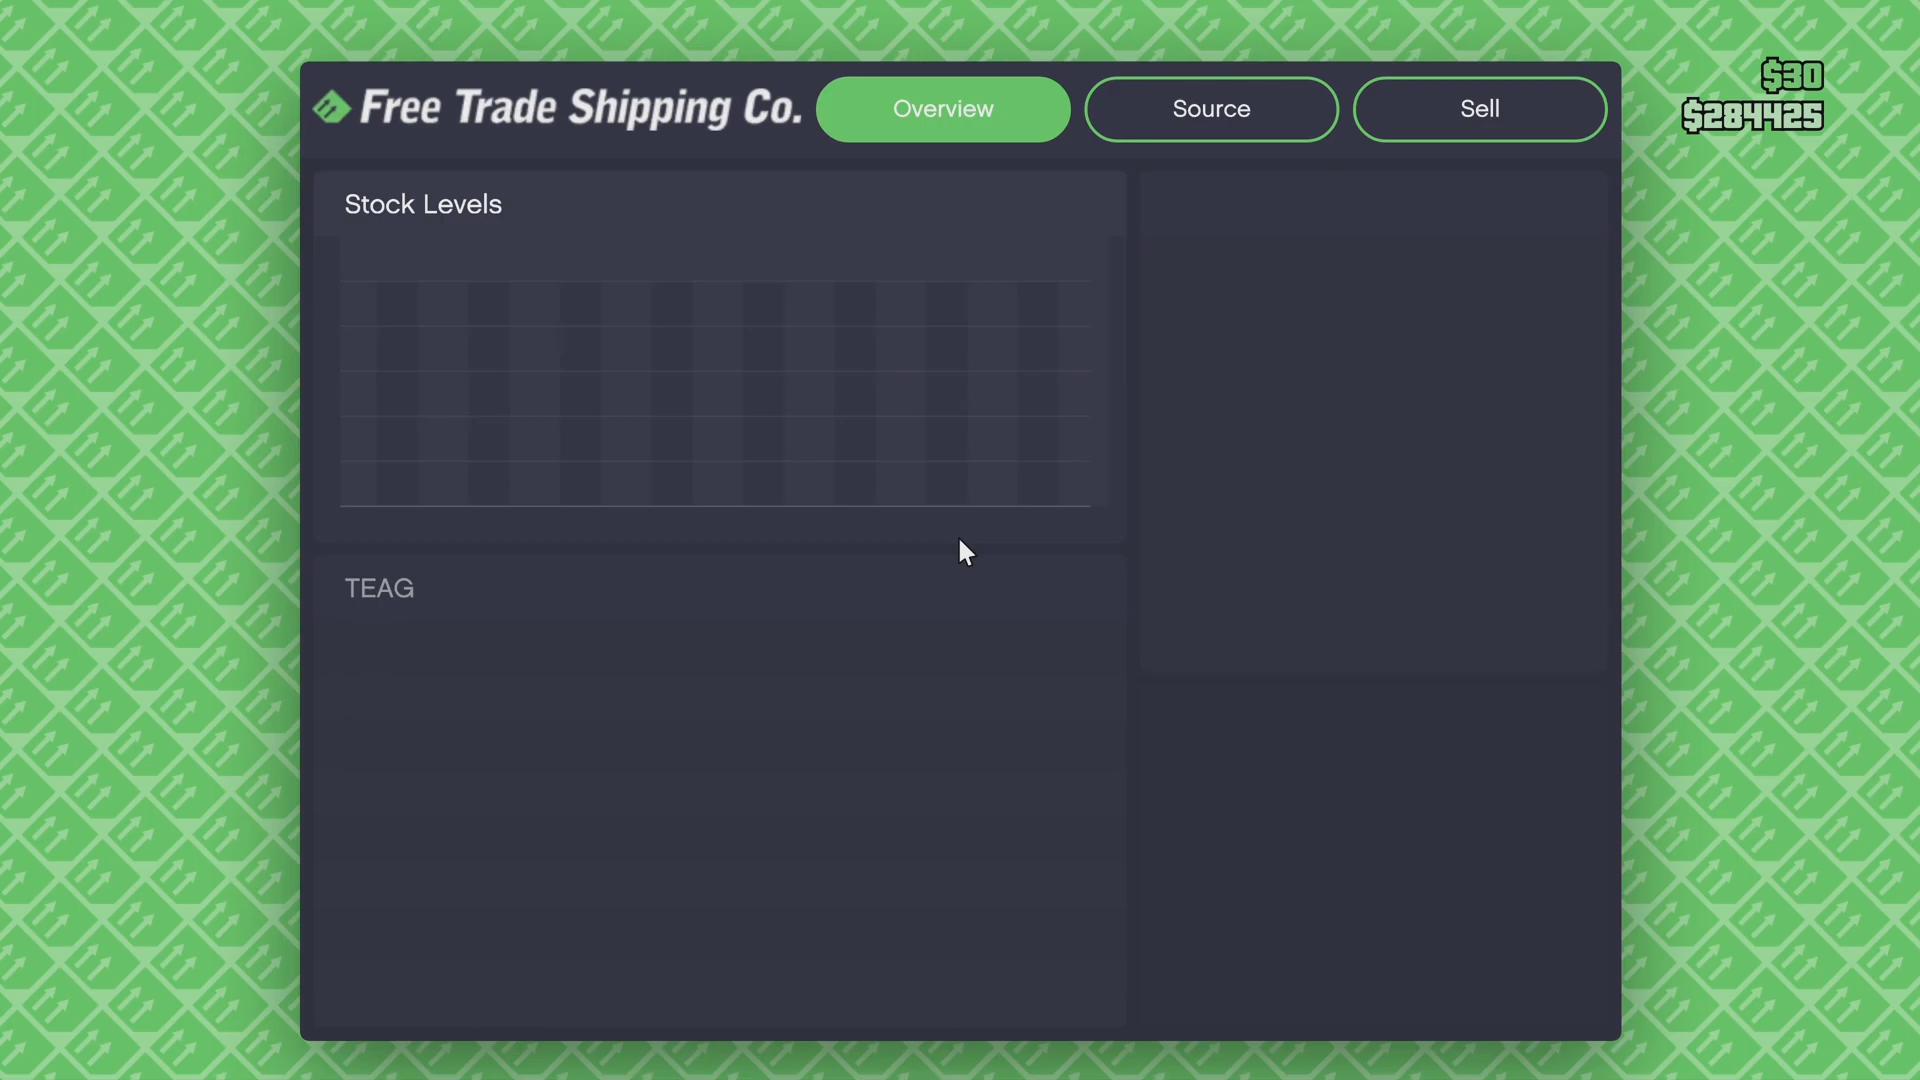 Free Trade Shipping Co.
Overview
Source
Sell
$30
$284425
Stock Levels
TEAG